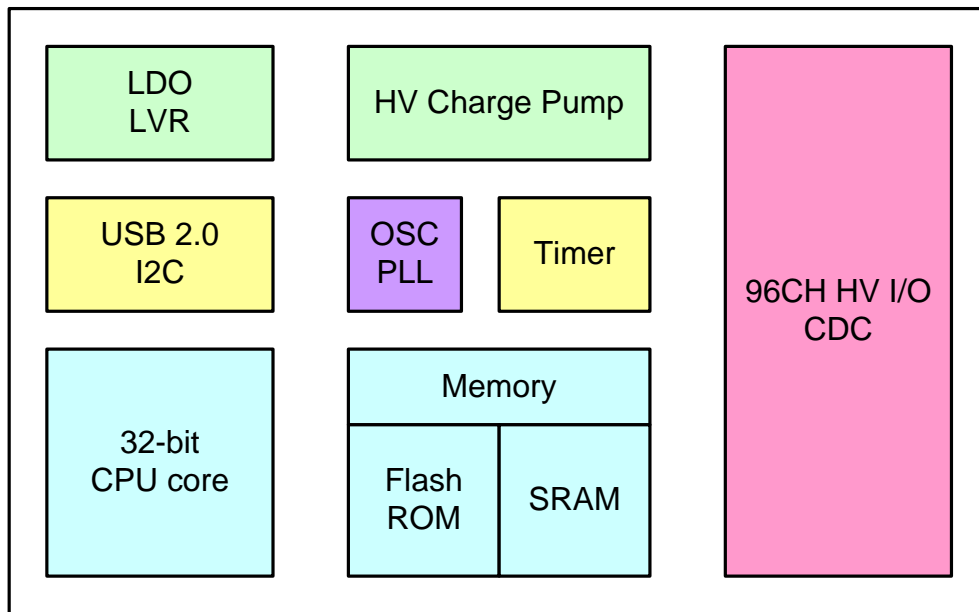 LDO
LVR
HV Charge Pump
USB 2.0
I2C
OSC
PLL
Timer
96CH HV I/O
CDC
32-bit
CPU core
Memory
Flash
ROM
SRAM